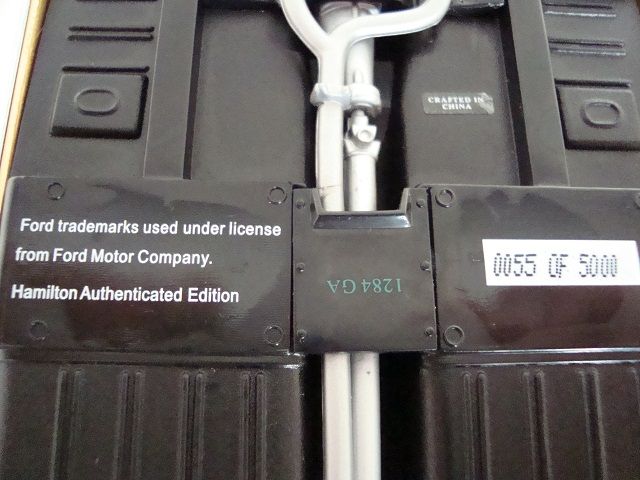 CRAFTED IN
CHINA
Ford trademarks used under license
from Ford Motor Company.
Hamilton Authenticated Edition
1284 GA
0055 OF 5000